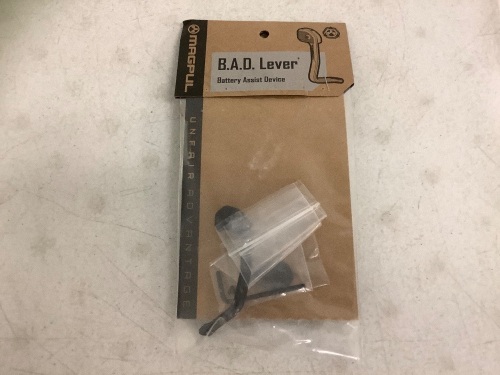 MAGPUL
B.A.D. Lever
Battery Assist Device
UNFAIR ADVANTAGE